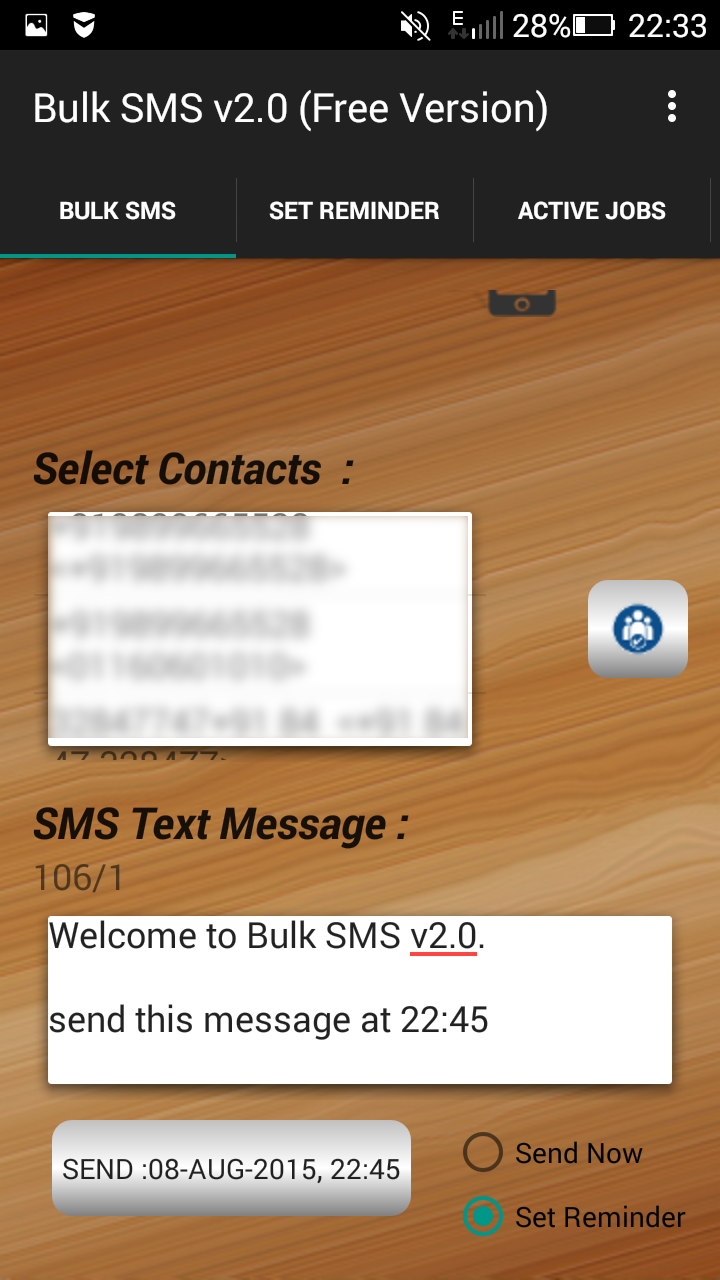 E 28% 22:33
Bulk SMS v2.0 (Free Version)
BULK SMS SET REMINDER ACTIVE JOBS
Select Contacts :
SMS Text Message :
106/1
Welcome to Bulk SMS v2.0.
send this message at 22:45
SEND :08-AUG-2015, 22:45
Send Now
Set Reminder